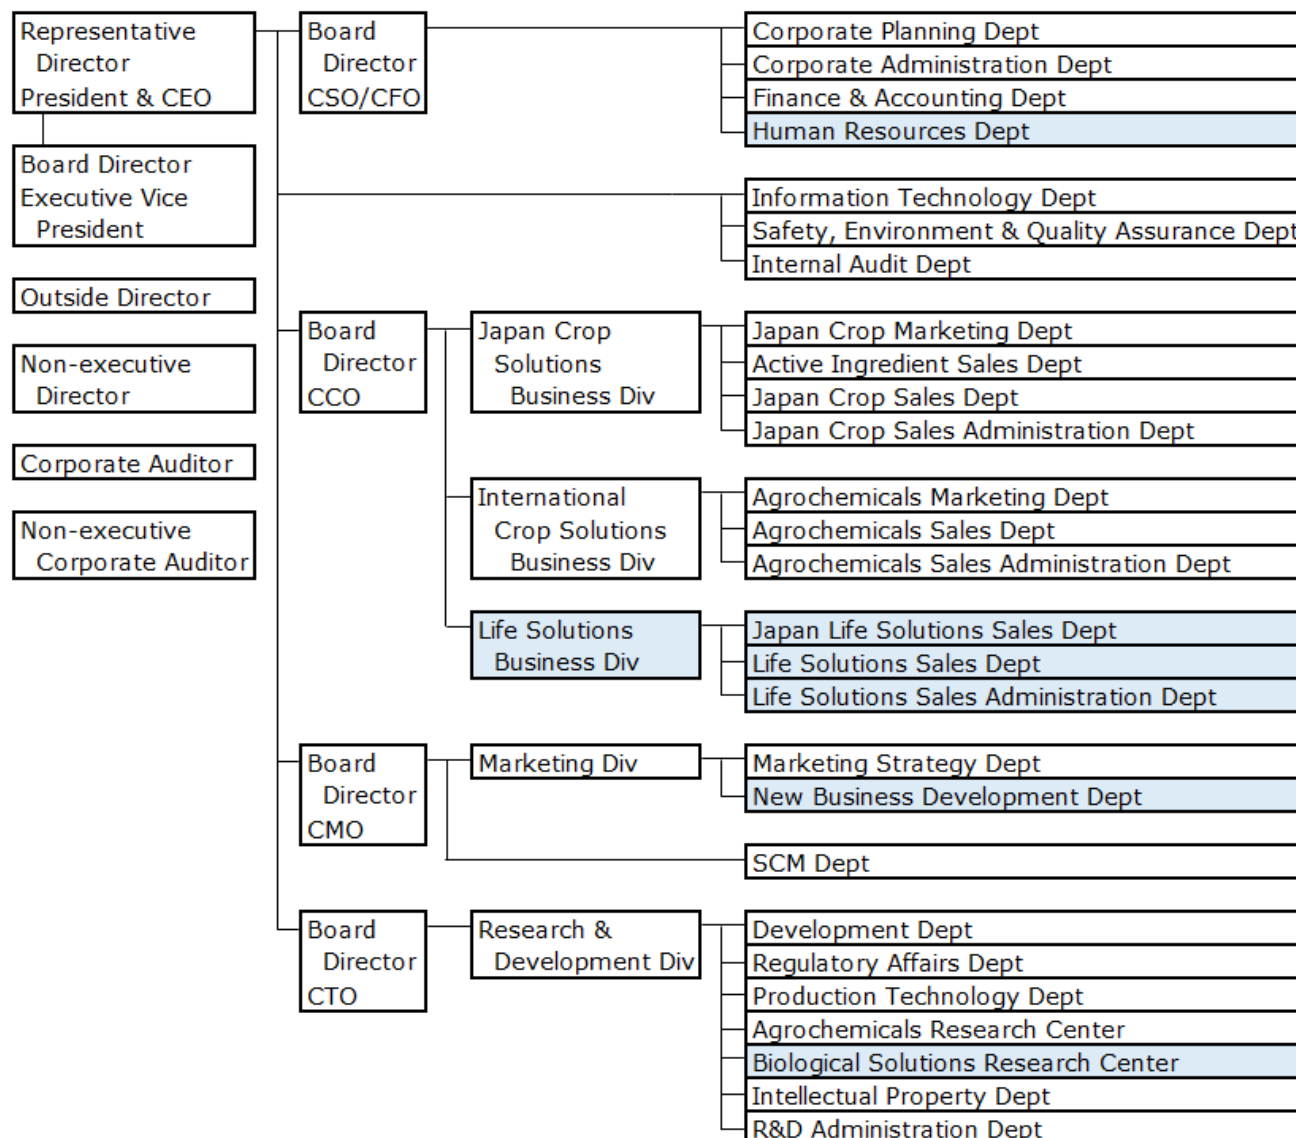 Representative
Director
President & CEO
Board Director
Executive Vice
President
Outside Director
Non-executive
Director
Corporate Auditor
Non-executive
Corporate Auditor
Board
Director
CSO/CFO
Corporate Planning Dept
Corporate Administration Dept
Finance & Accounting Dept
Human Resources Dept
Information Technology Dept
Safety, Environment & Quality Assurance Dept
Internal Audit Dept
Board
Director
CCO
Japan Crop
Solutions
Business Div
Japan Crop Marketing Dept
Active Ingredient Sales Dept
Japan Crop Sales Dept
Japan Crop Sales Administration Dept
International
Crop Solutions
Business Div
Agrochemicals Marketing Dept
Agrochemicals Sales Dept
Agrochemicals Sales Administration Dept
Life Solutions
Business Div
Japan Life Solutions Sales Dept
Life Solutions Sales Dept
Life Solutions Sales Administration Dept
Board
Director
CMO
Marketing Div
Marketing Strategy Dept
New Business Development Dept
SCM Dept
Board
Director
CTO
Research &
Development Div
Development Dept
Regulatory Affairs Dept
Production Technology Dept
Agrochemicals Research Center
Biological Solutions Research Center
Intellectual Property Dept
R&D Administration Dept